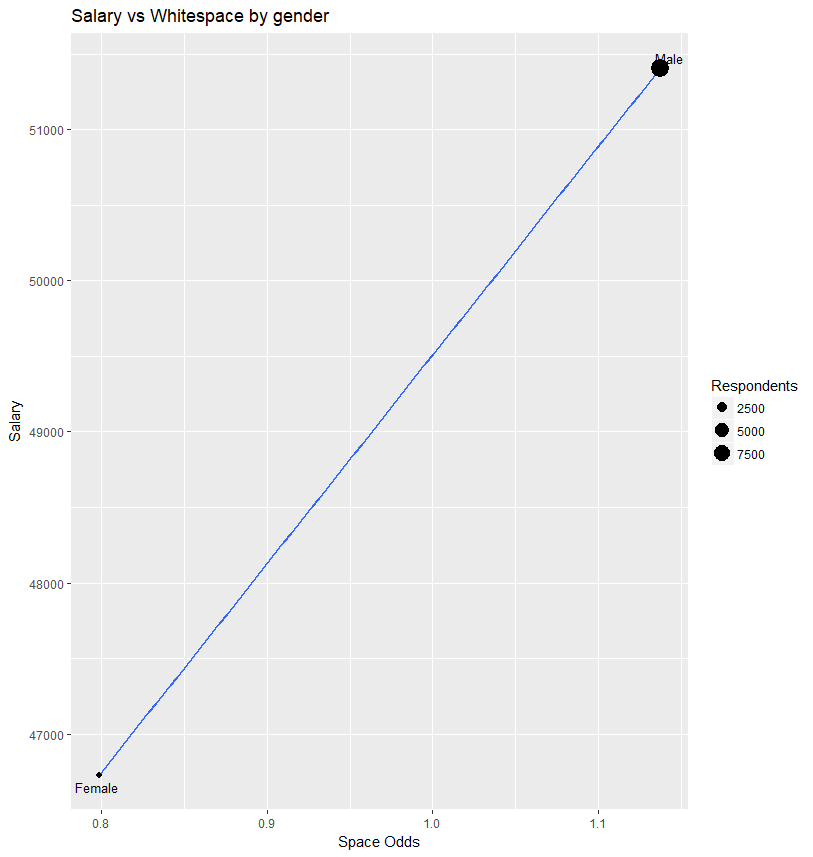 Salary vs Whitespace by gender
Male
51000
50000
49000
48000
47000
Salary
Female
0.8
0.9
1.0
1.1
Space Odds
Respondents
2500
5000
7500